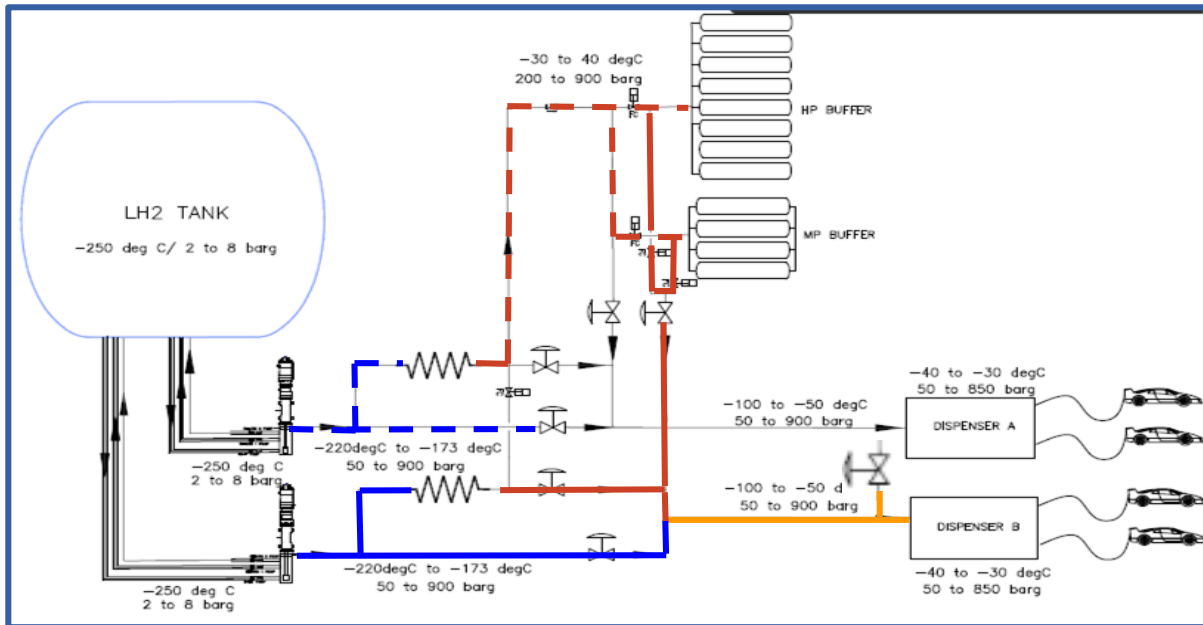 -30 to 40 degC
200 to 900 barg
HP BUFFER
LH2 TANK
-250 deg C/ 2 to 8 barg
MP BUFFER
FC
FC
-40 to -30 degC
50 to 850 barg
-100 to -50 degC
50 to 900 barg
DISPENSER A
-220degC to -173 degC
50 to 900 barg
-250 deg C
2 to 8 barg
-100 to -50 d
50 to 900 barg
DISPENSER B
-220degC to -173 degC
50 to 900 barg
-250 deg C
2 to 8 barg
-40 to -30 degC
50 to 850 barg